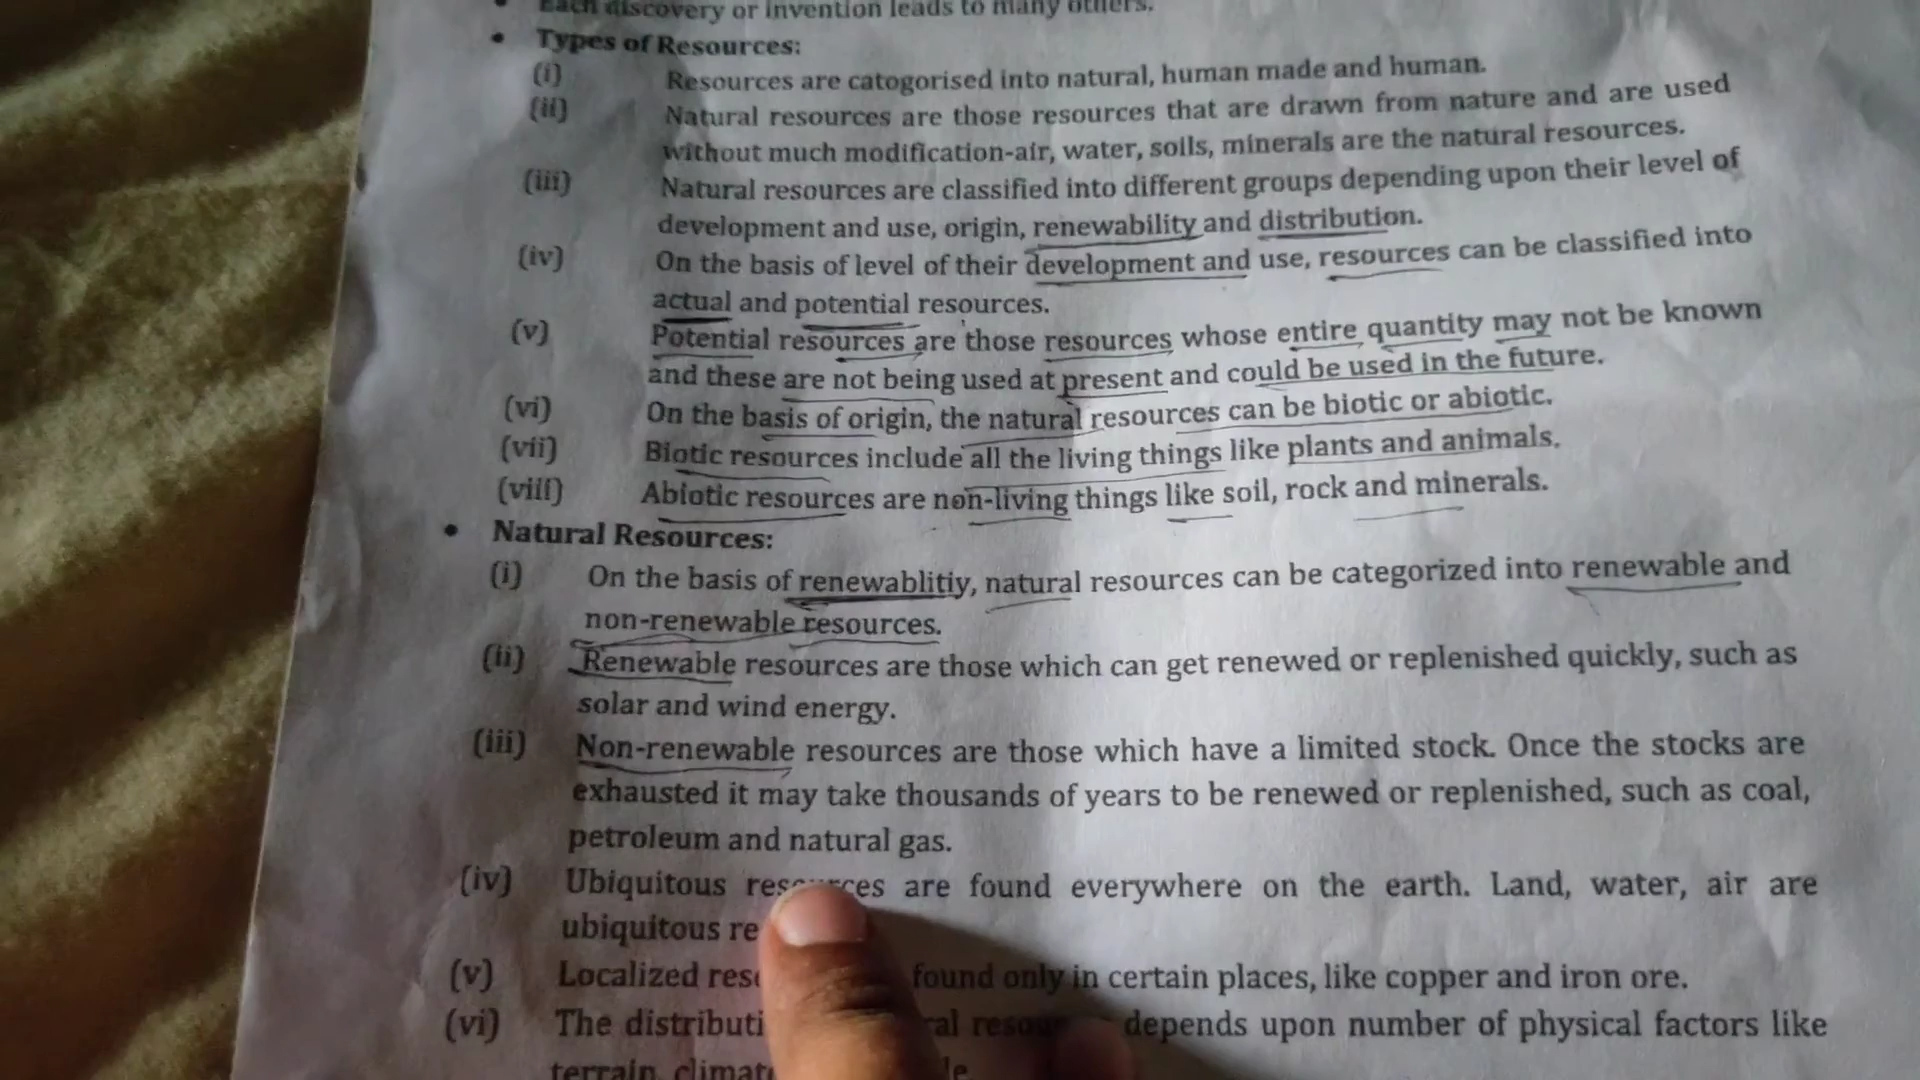 Each discovery or invention leads to many others.
• Types of Resources:
(i) Resources are catogorised into natural, human made and human.
(ii) Natural resources are those resources that are drawn from nature and are used
without much modification-air, water, soils, minerals are the natural resources.
(iii) Natural resources are classified into different groups depending upon their level of
development and use, origin, renewability and distribution.
(iv) On the basis of level of their development and use, resources can be classified into
actual and potential resources.
(v) Potential resources are those resources whose entire quantity may not be known
and these are not being used at present and could be used in the future.
(vi) On the basis of origin, the natural resources can be biotic or abiotic.
(vii) Biotic resources include all the living things like plants and animals.
(viii) Abiotic resources are non-living things like soil, rock and minerals.
• Natural Resources:
(i) On the basis of renewablitiy, natural resources can be categorized into renewable and
non-renewable resources.
(ii) Renewable resources are those which can get renewed or replenished quickly, such as
solar and wind energy.
(iii) Non-renewable resources are those which have a limited stock. Once the stocks are
exhausted it may take thousands of years to be renewed or replenished, such as coal,
petroleum and natural gas.
(iv) Ubiquitous resources are found everywhere on the earth. Land, water, air are
ubiquitous
(v) Localized found only in certain places, like copper and iron ore.
(vi) The depends upon number of physical factors like
terrain,